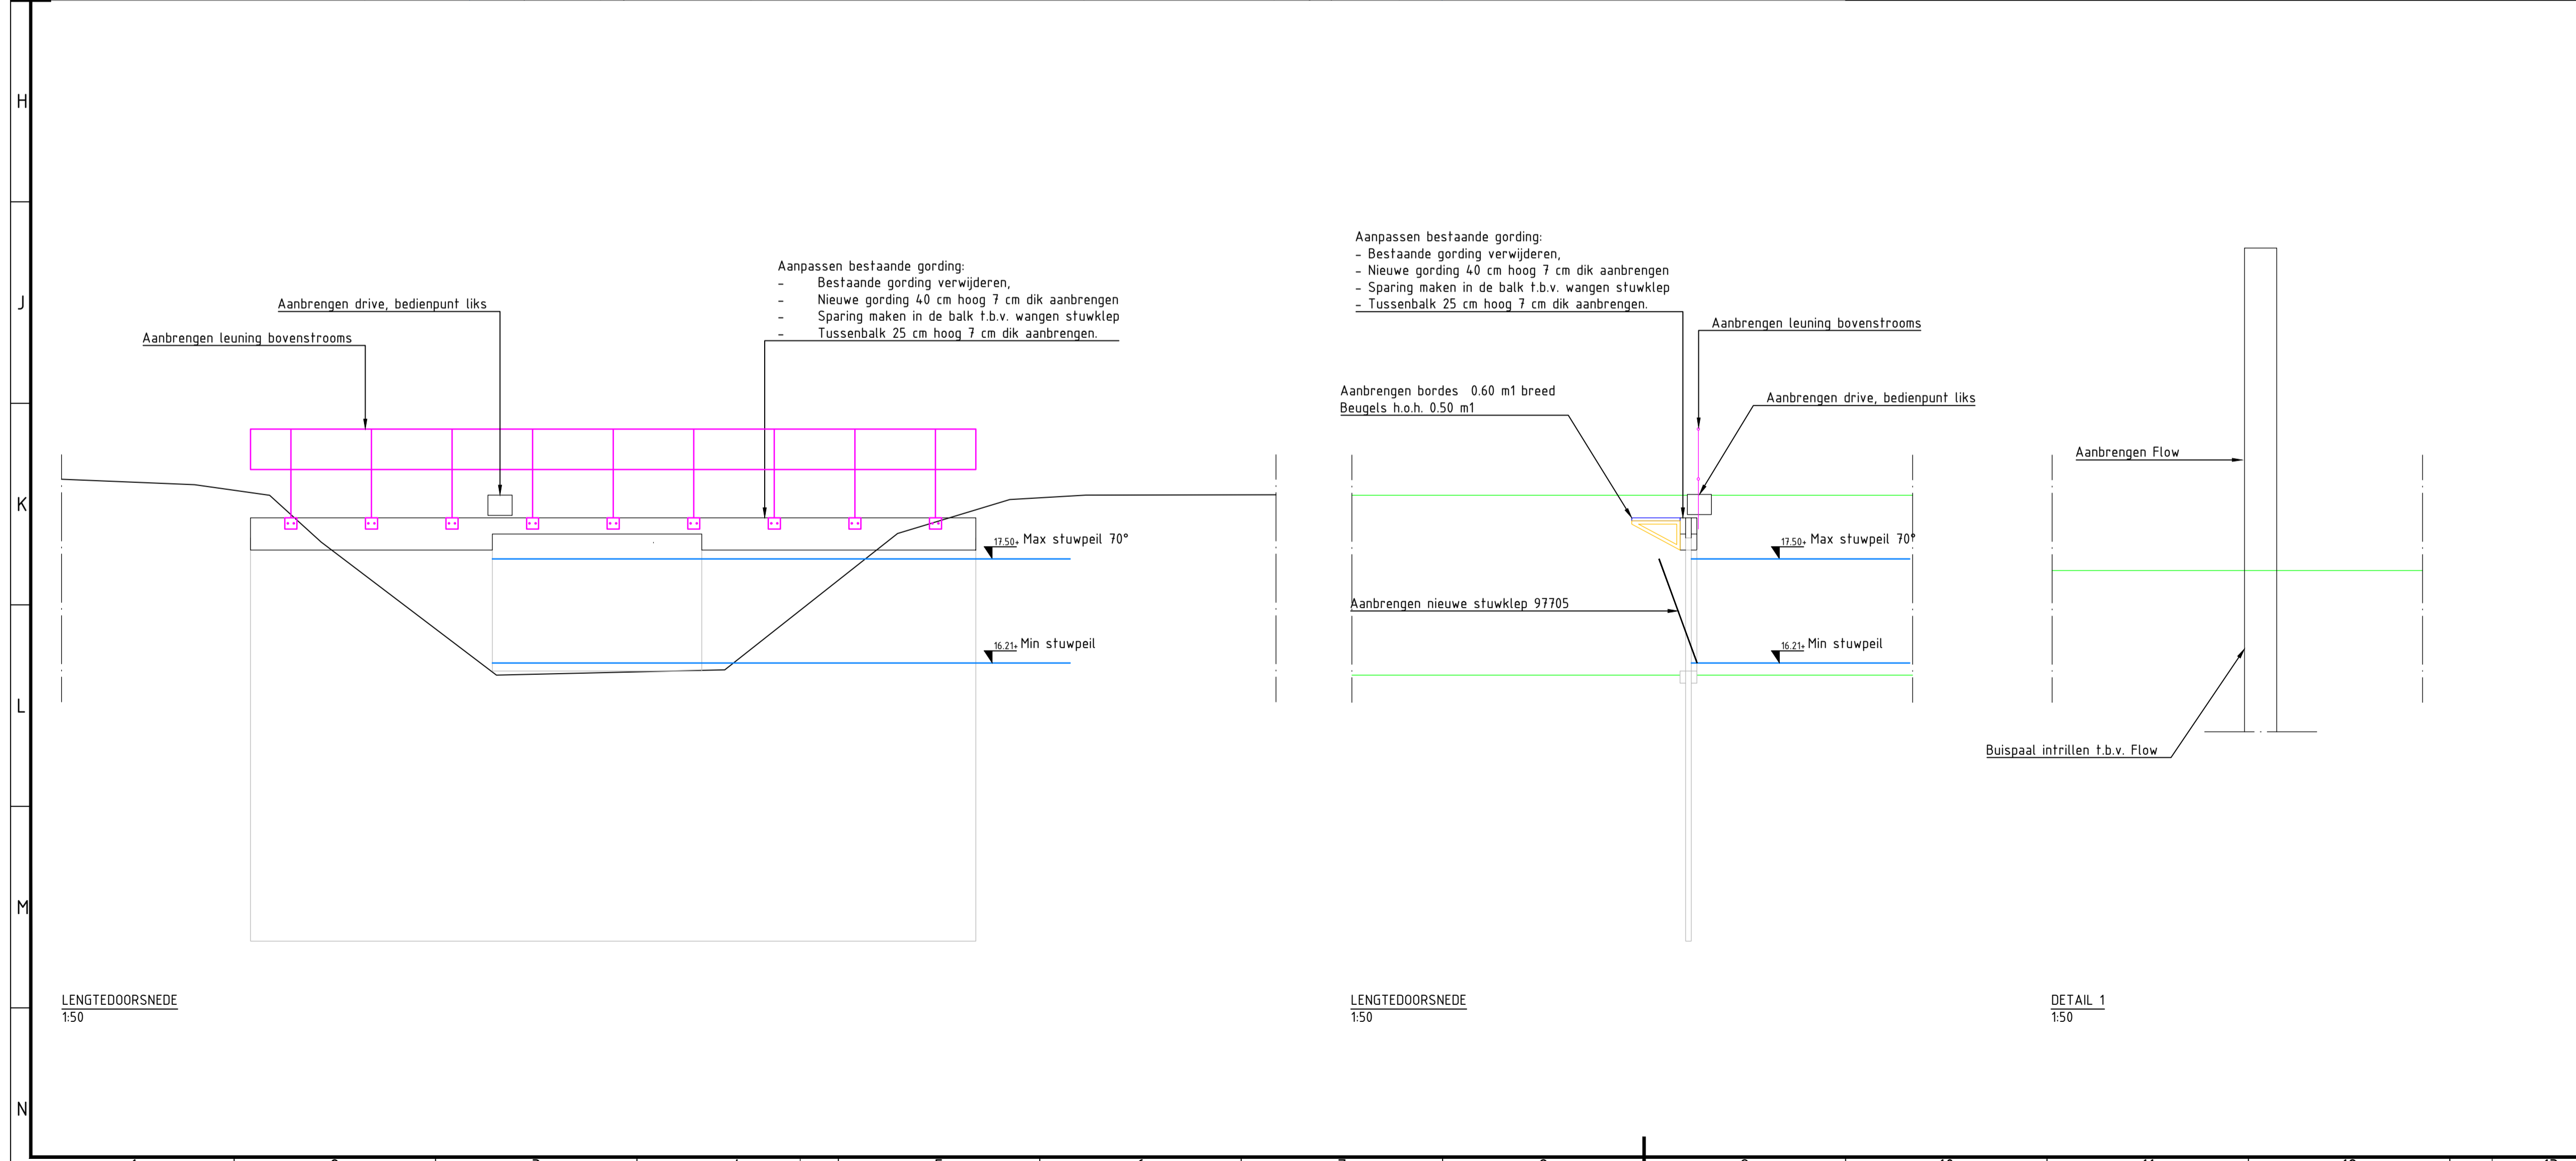 H
J
K
L
M
N
Aanbrengen drive, bedienpunt liks
Aanbrengen leuning bovenstrooms
Aanpassen bestaande gording:
- Bestaande gording verwijderen,
- Nieuwe gording 40 cm hoog 7 cm dik aanbrengen
- Sparing maken in de balk t.b.v. wangen stuwklep
- Tussenbalk 25 cm hoog 7 cm dik aanbrengen.
17.50+ Max stuwpeil 70°
16.21+ Min stuwpeil
LENGTEDOORSNEDE
1:50
Aanpassen bestaande gording:
- Bestaande gording verwijderen,
- Nieuwe gording 40 cm hoog 7 cm dik aanbrengen
- Sparing maken in de balk t.b.v. wangen stuwklep
- Tussenbalk 25 cm hoog 7 cm dik aanbrengen.
Aanbrengen leuning bovenstrooms
Aanbrengen bordes 0.60 m1 breed
Beugels h.o.h. 0.50 m1
Aanbrengen drive, bedienpunt liks
17.50+ Max stuwpeil 70°
Aanbrengen nieuwe stuwklep 97705
16.21+ Min stuwpeil
LENGTEDOORSNEDE
1:50
Aanbrengen Flow
Buispaal intrillen t.b.v. Flow
DETAIL 1
1:50